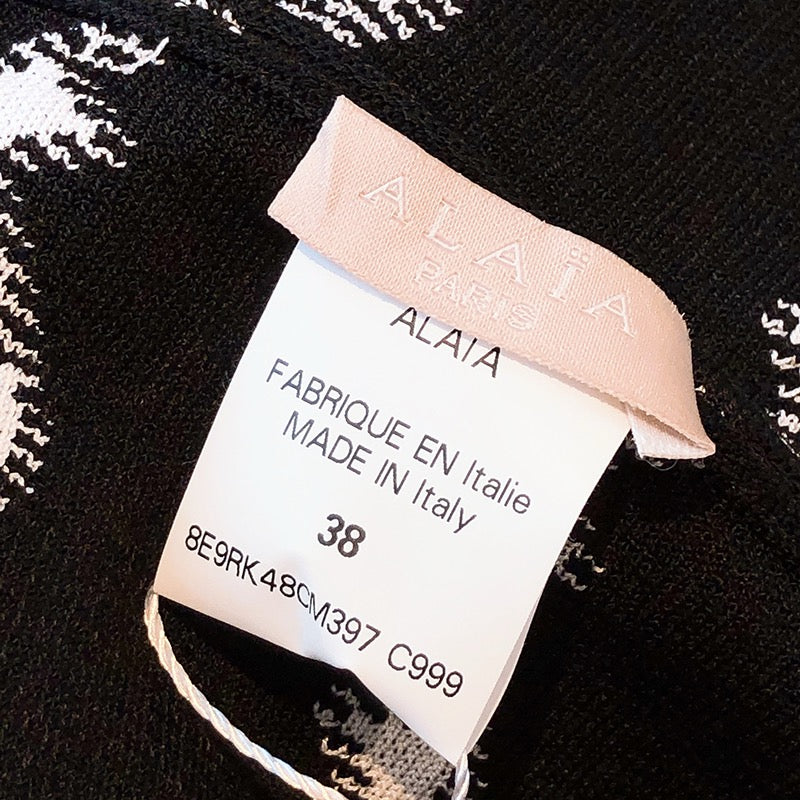 ALAÏA
PARIS
ALAIA
FABRIQUE EN Italie
MADE IN Italy
38
8E9RK48CM397 C999